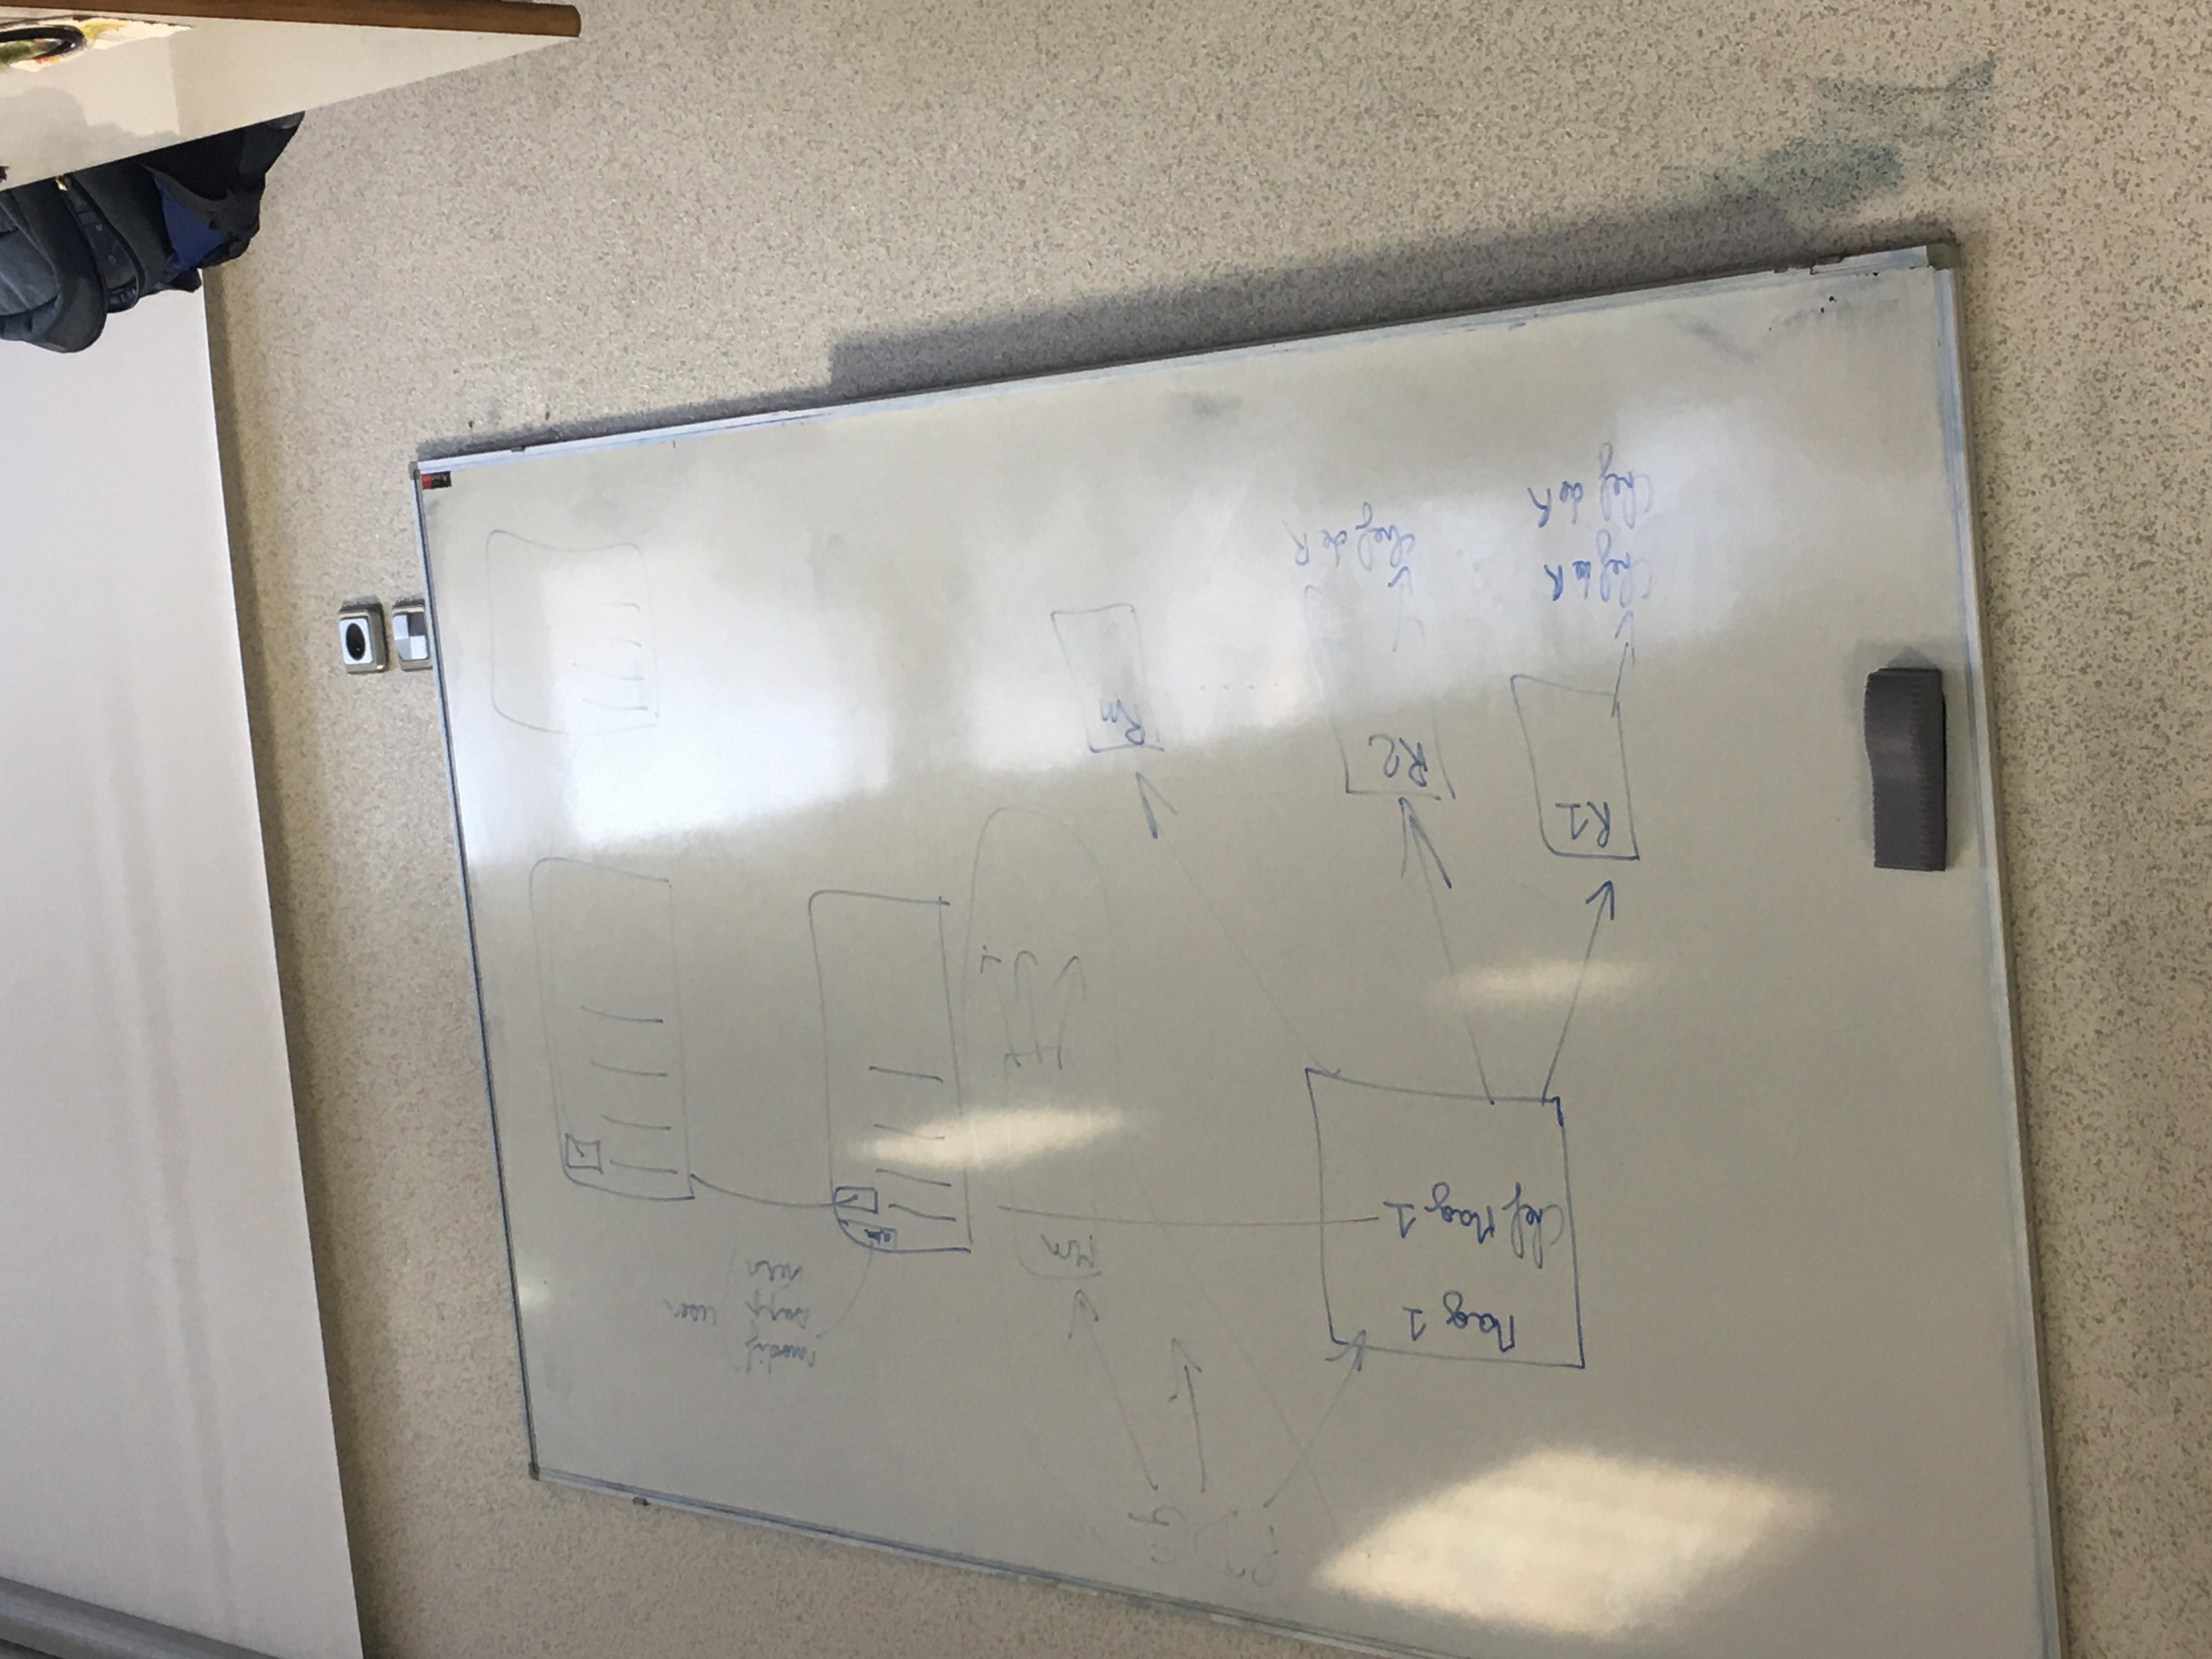 PDG
Mag 1
Chef Mag 1
Mn
modif
supp user
R1
R2
Rn
...
Chef de R
Chef de R
Chef de R